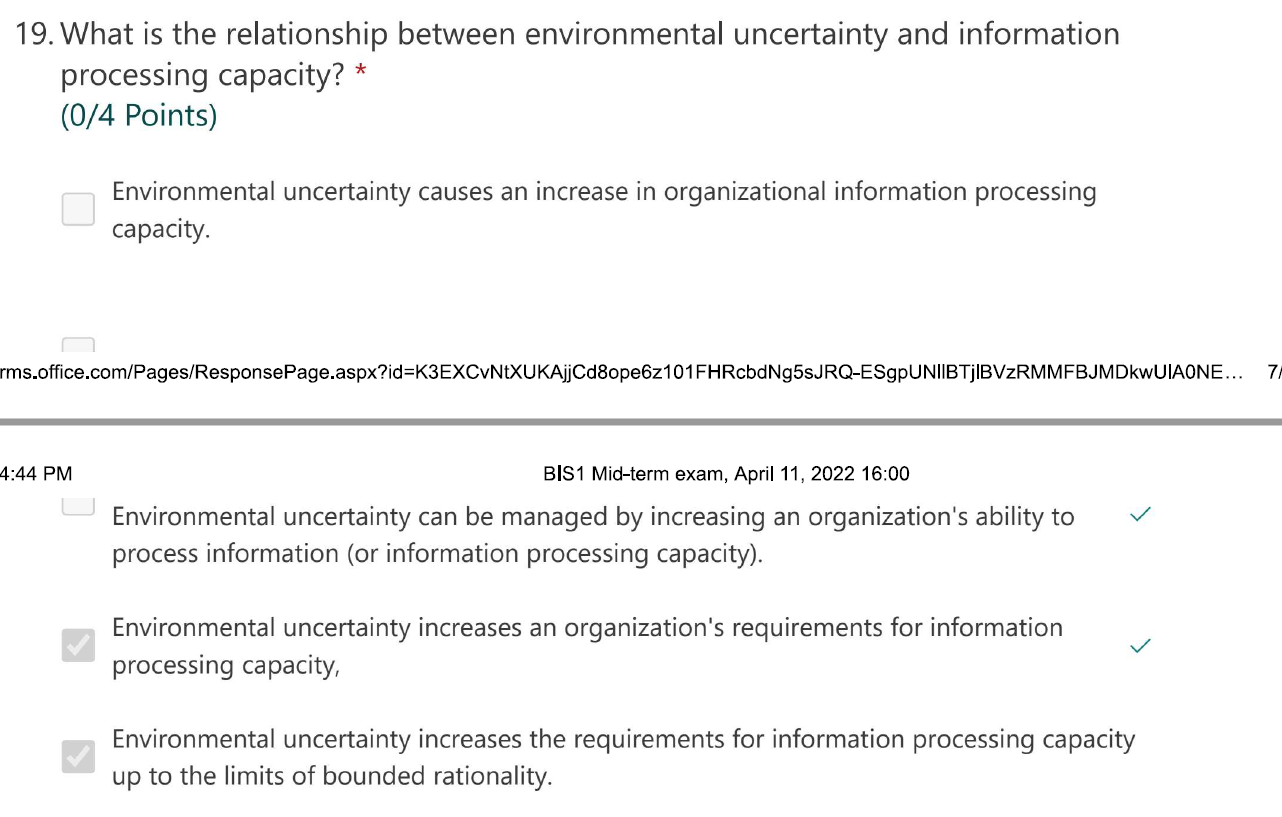 19. What is the relationship between environmental uncertainty and information
processing capacity? *
(0/4 Points)
Environmental uncertainty causes an increase in organizational information processing
capacity.
rms.office.com/Pages/ResponsePage.aspx?id=K3EXCvNtXUKAjjCd8ope6z101FHRcbdNg5sJRQ-ESgpUNllBTjlBVzRMMFBJMDkwUlA0NE... 7/
4:44 PM
BIS1 Mid-term exam, April 11, 2022 16:00
Environmental uncertainty can be managed by increasing an organization's ability to
process information (or information processing capacity).
Environmental uncertainty increases an organization's requirements for information
processing capacity,
Environmental uncertainty increases the requirements for information processing capacity
up to the limits of bounded rationality.